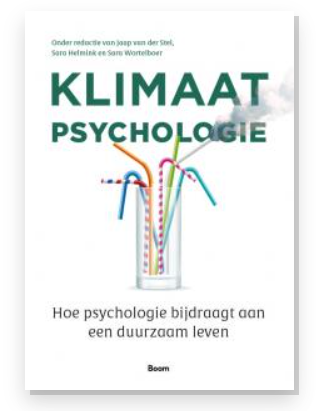 Onder redactie van Jaap van der Stel,
Sara Helmink en Sara Wortelboer
KLIMAAT
PSYCHOLOGIE
Hoe psychologie bijdraagt aan
een duurzaam leven
Boom